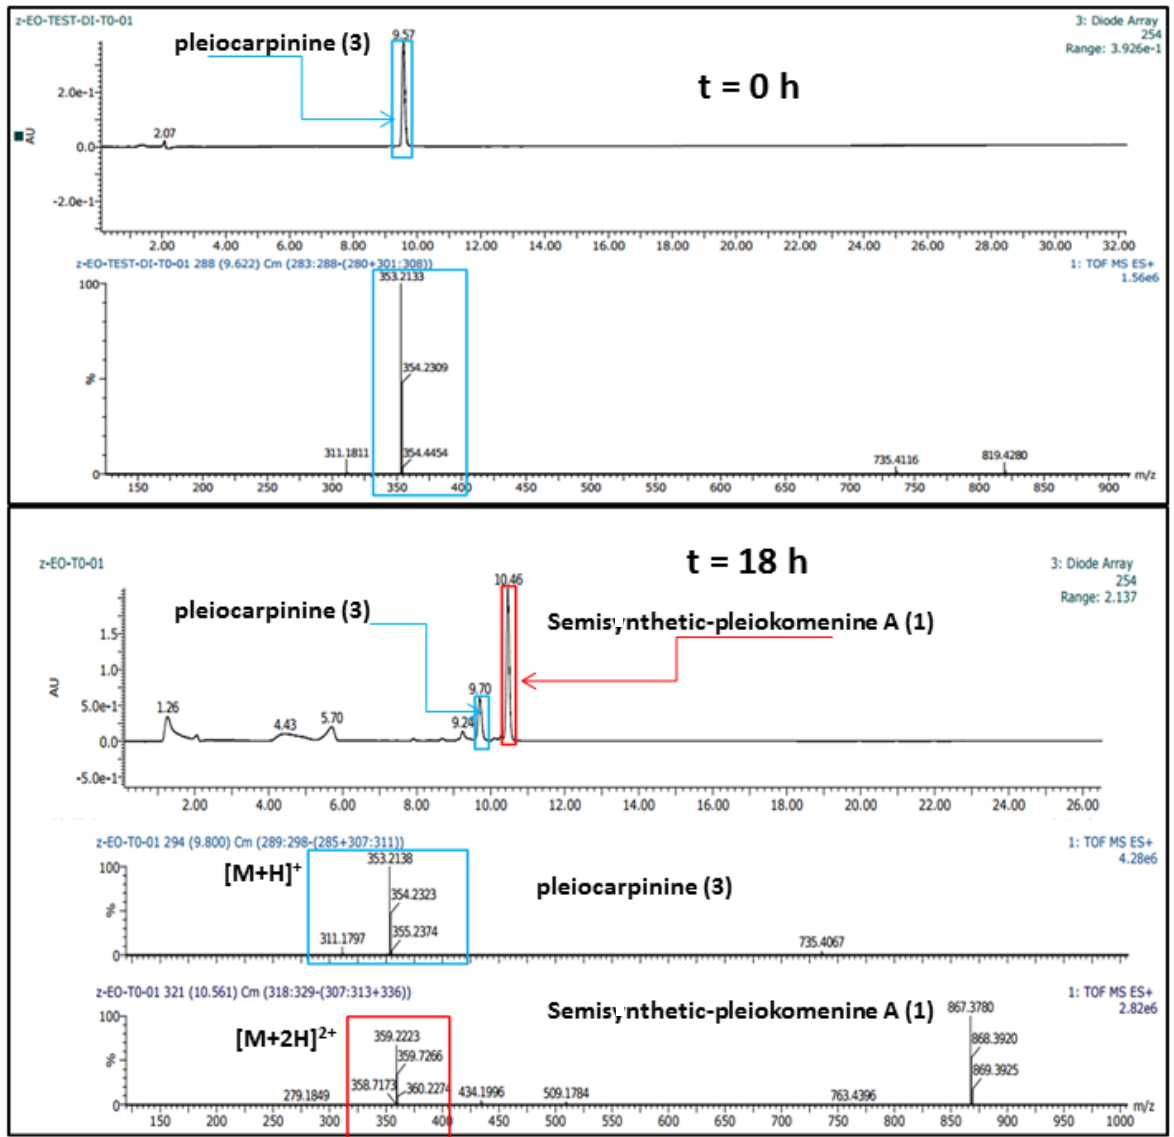 z-EO-TEST-DI-T0-01
3: Diode Array
254
Range: 3.926e-1
pleiocarpinine (3)
9.57
t = 0 h
2.0e-1
2.07
AU
0.0
-2.0e-1
2.00 4.00 6.00 8.00 10.00 12.00 14.00 16.00 18.00 20.00 22.00 24.00 26.00 28.00 30.00 32.00
z-EO-TEST-DI-T0-01 288 (9.622) Cm (283:288-(280+301:308))
1: TOF MS ES+
1.56e6
353.2133
100
354.2309
%
311.1811
354.4454
735.4116
819.4280
0
150 200 250 300 350 400 450 500 550 600 650 700 750 800 850 900 m/z
z-EO-T0-01
3: Diode Array
254
Range: 2.137
t = 18 h
10.46
pleiocarpinine (3)
Semisynthetic-pleiokomenine A (1)
1.5
1.0
AU
9.70
5.0e-1
1.26
4.43
5.70
9.24
0.0
-5.0e-1
2.00 4.00 6.00 8.00 10.00 12.00 14.00 16.00 18.00 20.00 22.00 24.00 26.00
z-EO-T0-01 294 (9.800) Cm (289:298-(285+307:311))
1: TOF MS ES+
4.28e6
353.2138
100
[M+H]+
pleiocarpinine (3)
354.2323
%
355.2374
311.1797
735.4067
0
z-EO-T0-01 321 (10.561) Cm (318:329-(307:313+336))
1: TOF MS ES+
2.82e6
Semisynthetic-pleiokomenine A (1)
867.3780
100
[M+2H]2+
359.2223
868.3920
359.7266
%
869.3925
358.7173
360.2274
279.1849
434.1996
509.1784
763.4396
0
150 200 250 300 350 400 450 500 550 600 650 700 750 800 850 900 950 1000 m/z